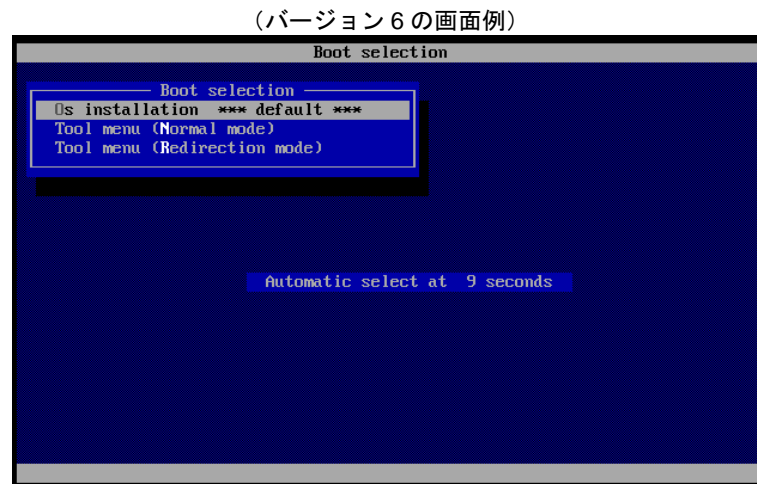 （バージョン６の画面例）
Boot selection
Boot selection
Os installation *** default ***
Tool menu (Normal mode)
Tool menu (Redirection mode)
Automatic select at 9 seconds